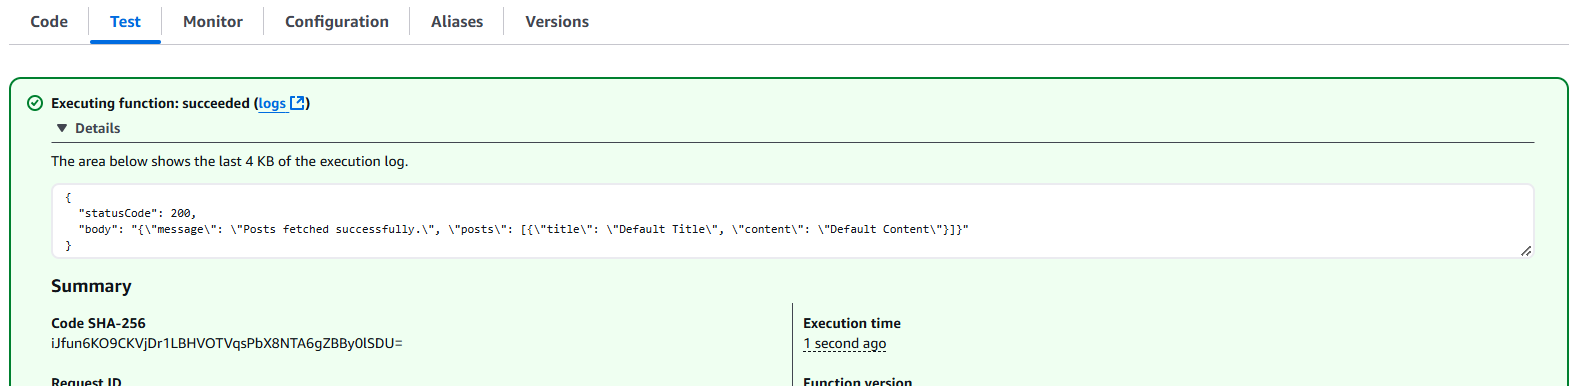 Code Test Monitor Configuration Aliases Versions
Executing function: succeeded (logs)
Details
The area below shows the last 4 KB of the execution log.
{
"statusCode": 200,
"body": "{\"message\": \"Posts fetched successfully.\", \"posts\": [{\"title\": \"Default Title\", \"content\": \"Default Content\"}]}"
}
Summary
Code SHA-256
iJfun6KO9CKVjDr1LBHVOTVqsPbX8NTA6gZBBy0lSDU=
Execution time
1 second ago
Request ID
Function version